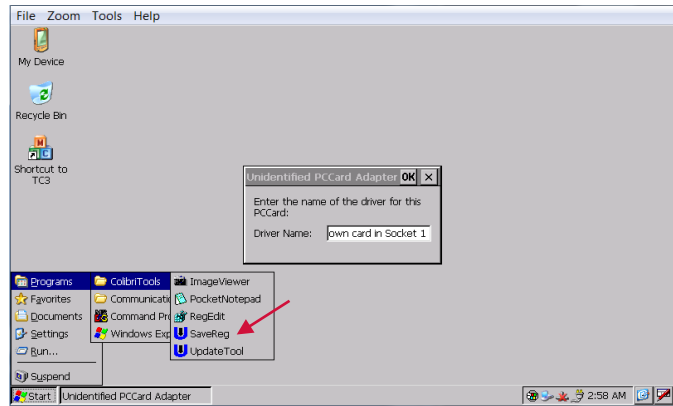 File Zoom Tools Help
My Device
Recycle Bin
Shortcut to
TC3
Unidentified PCCard Adapter OK
Enter the name of the driver for this
PCCard:
Driver Name: own card in Socket 1
Programs
Favorites
Documents
Settings
Run...
Suspend
ColibriTools
Communicati
Command Pro
Windows Exp
ImageViewer
PocketNotepad
RegEdit
SaveReg
UpdateTool
Start Unidentified PCCard Adapter 2:58 AM